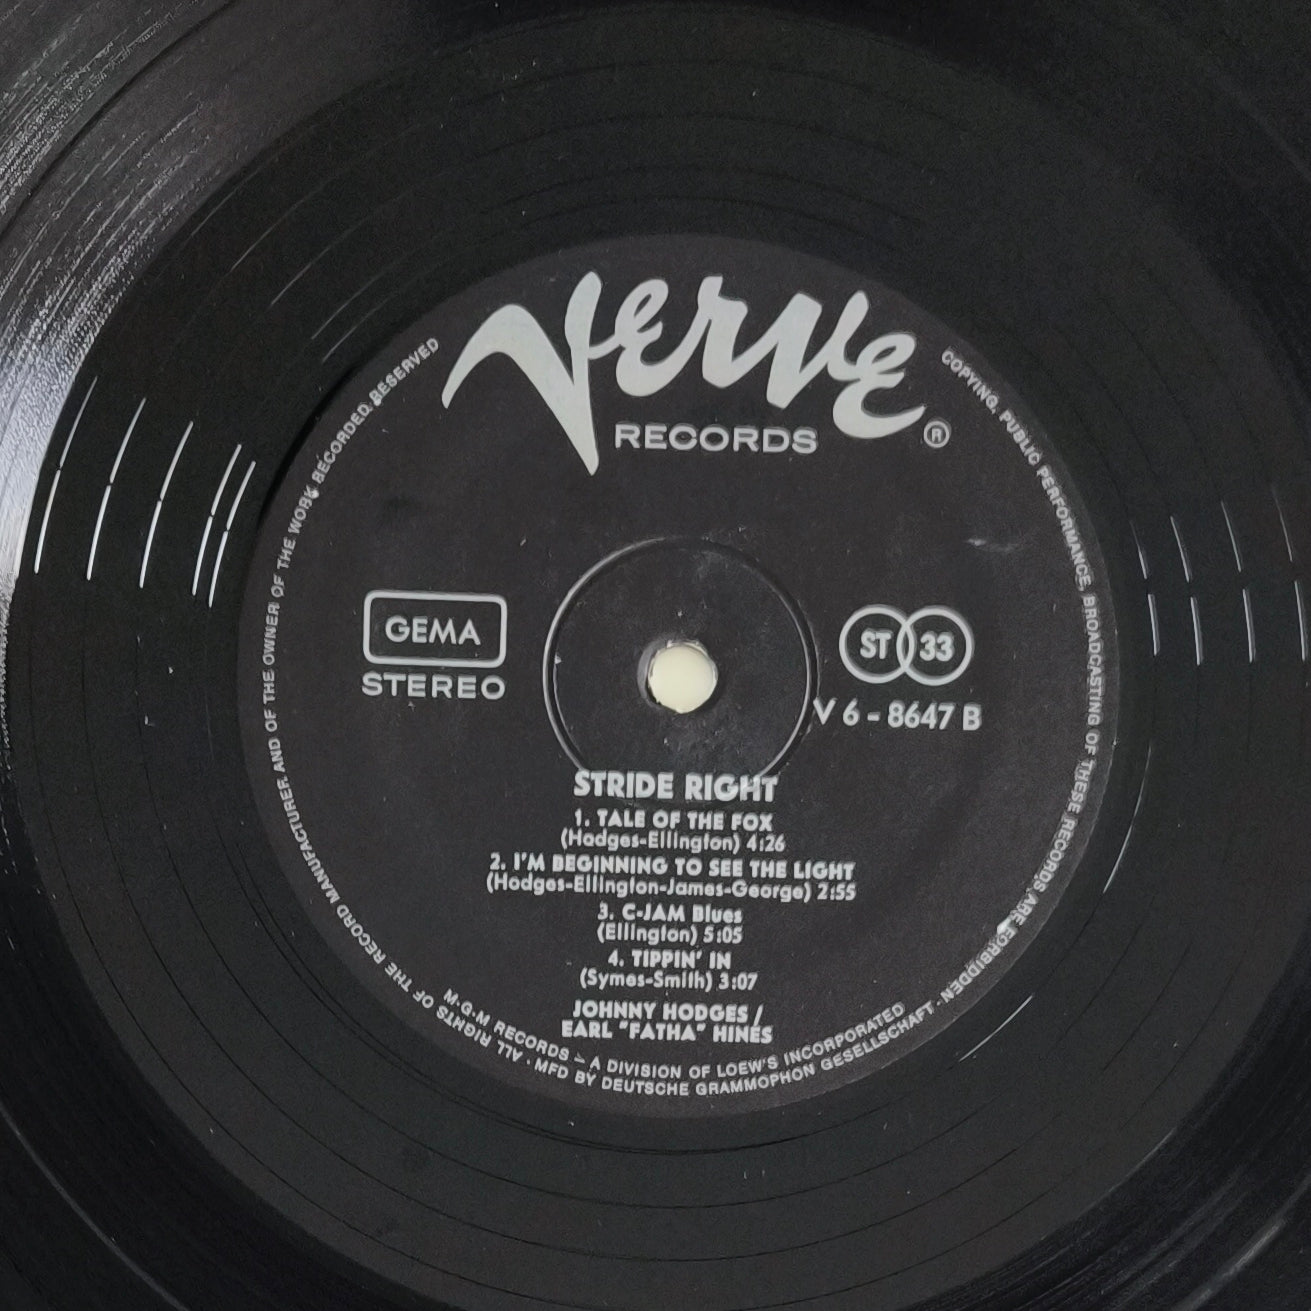 Verve
RECORDS ®
GEMA
STEREO
ST 33
V 6 - 8647 B
STRIDE RIGHT
1. TALE OF THE FOX
(Hodges-Ellington) 4:26
2. I'M BEGINNING TO SEE THE LIGHT
(Hodges-Ellington-James-George) 2:55
3. C-JAM Blues
(Ellington) 5:05
4. TIPPIN' IN
(Symes-Smith) 3:07
JOHNNY HODGES /
EARL "FATHA" HINES
M.G.M RECORDS – A DIVISION OF LOEW'S INCORPORATED
MFD BY DEUTSCHE GRAMMOPHON GESELLSCHAFT · ALL RIGHTS OF THE RECORD MANUFACTURER AND OF THE OWNER OF THE WORK RECORDED RESERVED
COPYING, PUBLIC PERFORMANCE, BROADCASTING OF THESE RECORDS ARE FORBIDDEN